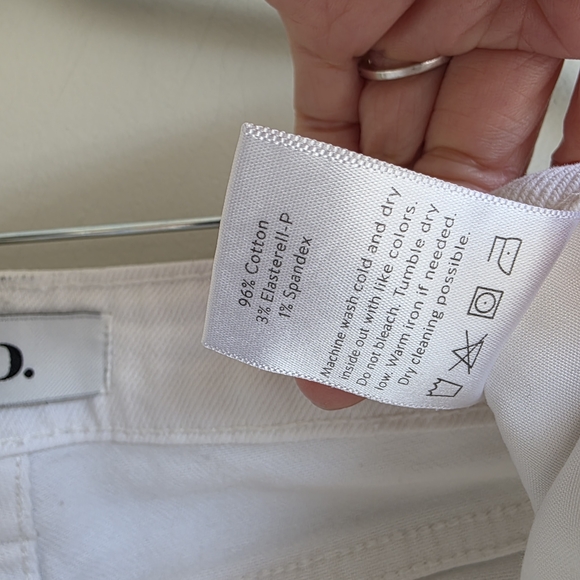 96% Cotton
3% Elasterell-P
1% Spandex
Machine wash cold and dry
inside out with like colors.
Do not bleach. Tumble dry
low. Warm iron if needed.
Dry cleaning possible.